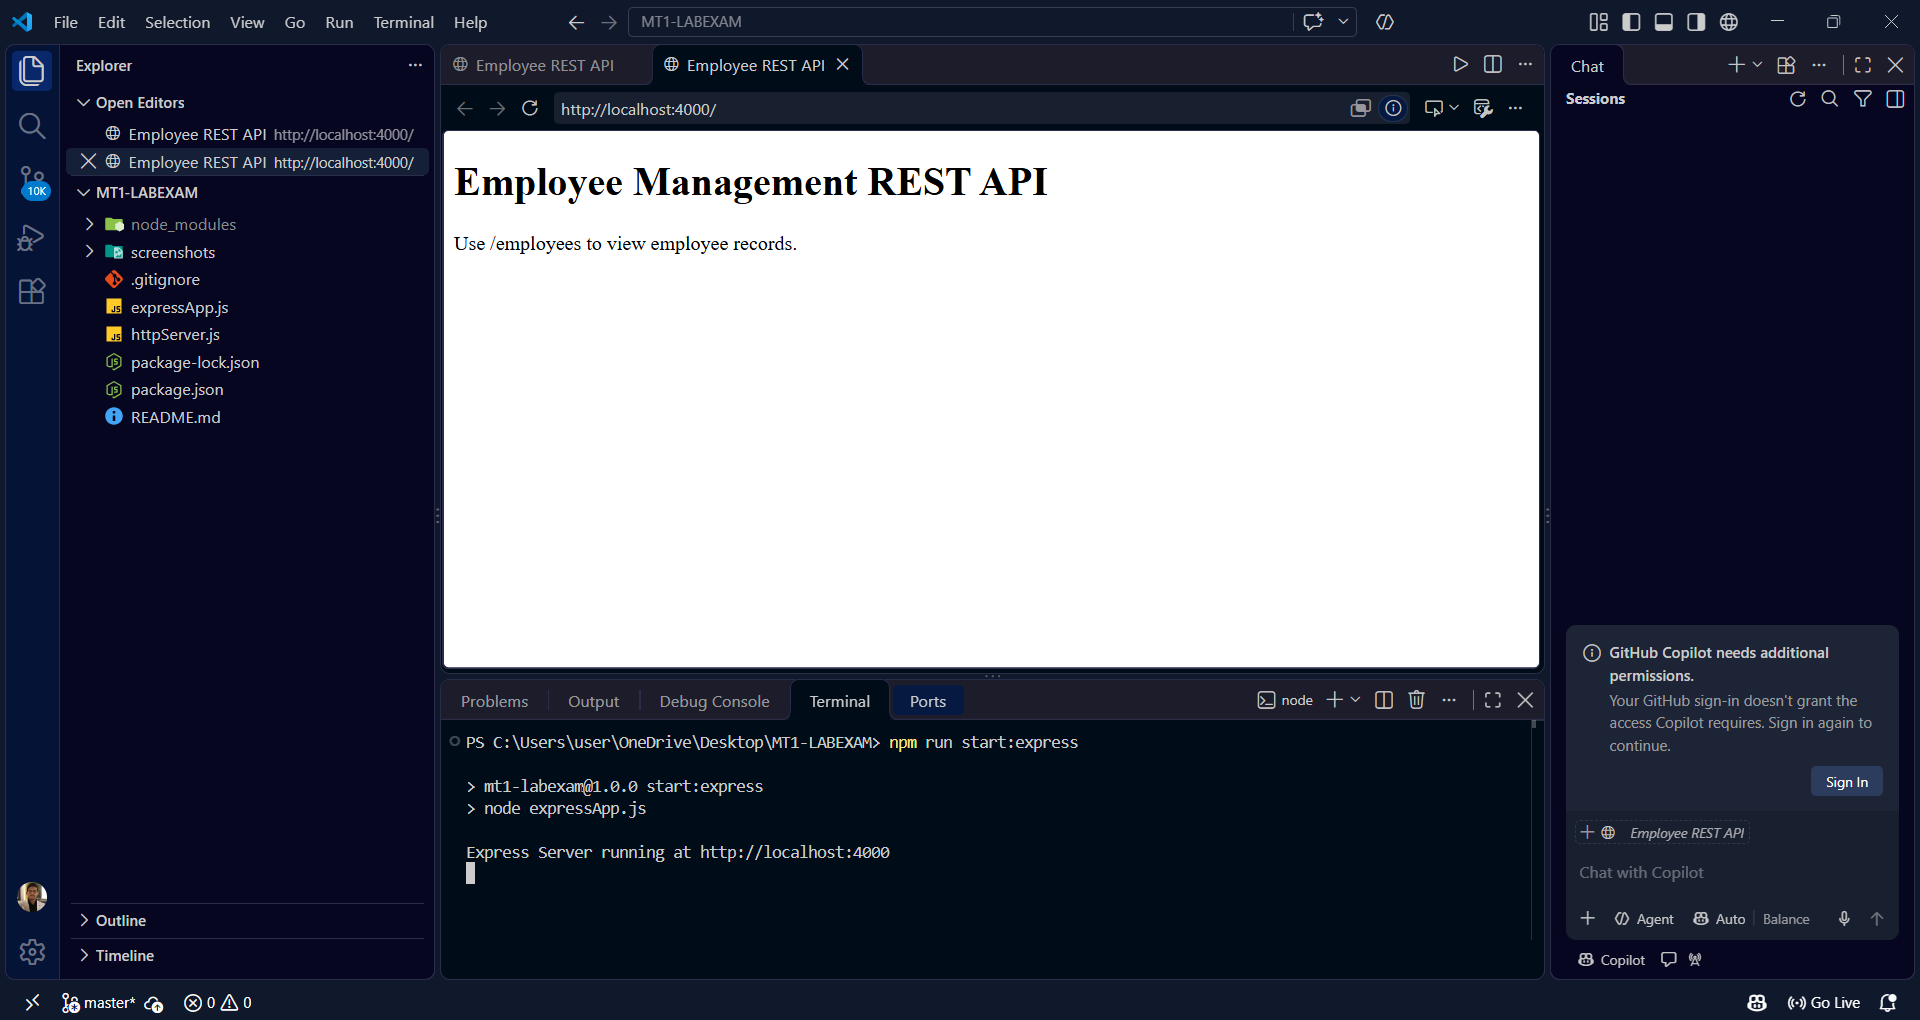 File Edit Selection View Go Run Terminal Help
MT1-LABEXAM
Explorer
Open Editors
Employee REST API http://localhost:4000/
Employee REST API http://localhost:4000/
MT1-LABEXAM
node_modules
screenshots
.gitignore
expressApp.js
httpServer.js
package-lock.json
package.json
README.md
10K
Outline
Timeline
Employee REST API
Employee REST API
http://localhost:4000/
Employee Management REST API
Use /employees to view employee records.
Problems Output Debug Console Terminal Ports
node
PS C:\Users\user\OneDrive\Desktop\MT1-LABEXAM> npm run start:express
> mt1-labexam@1.0.0 start:express
> node expressApp.js
Express Server running at http://localhost:4000
Chat
Sessions
GitHub Copilot needs additional
permissions.
Your GitHub sign-in doesn't grant the
access Copilot requires. Sign in again to
continue.
Sign In
Employee REST API
Chat with Copilot
Agent Auto Balance
Copilot
master* 0 0
Go Live